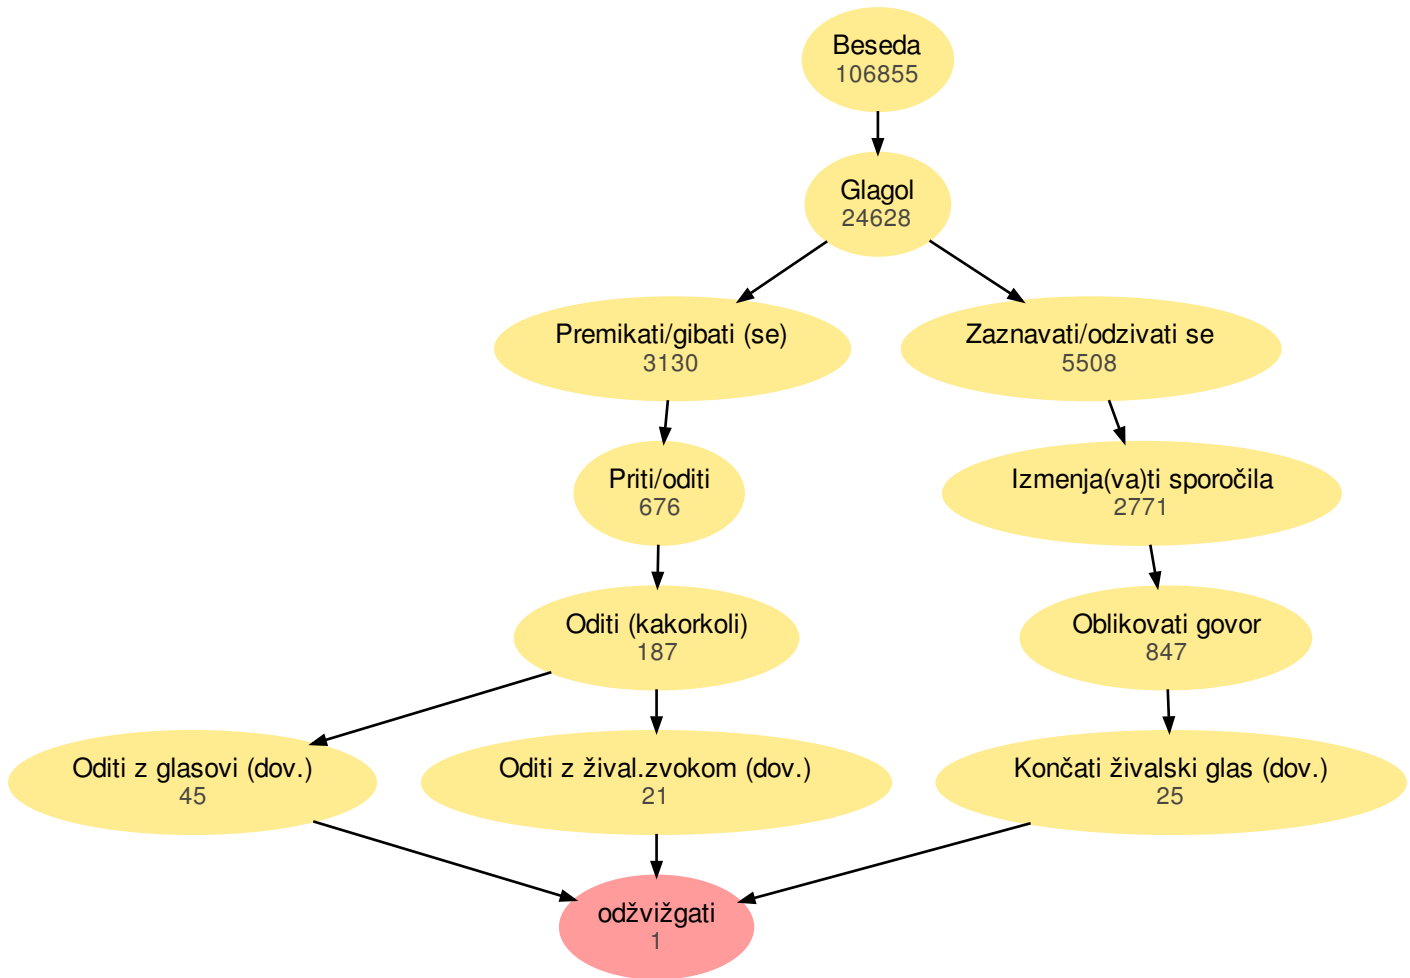 Beseda
106855
Glagol
24628
Premikati/gibati (se)
3130
Zaznavati/odzivati se
5508
Priti/oditi
676
Izmenja(va)ti sporočila
2771
Oditi (kakorkoli)
187
Oblikovati govor
847
Oditi z glasovi (dov.)
45
Oditi z žival.zvokom (dov.)
21
Končati živalski glas (dov.)
25
odžvižgati
1